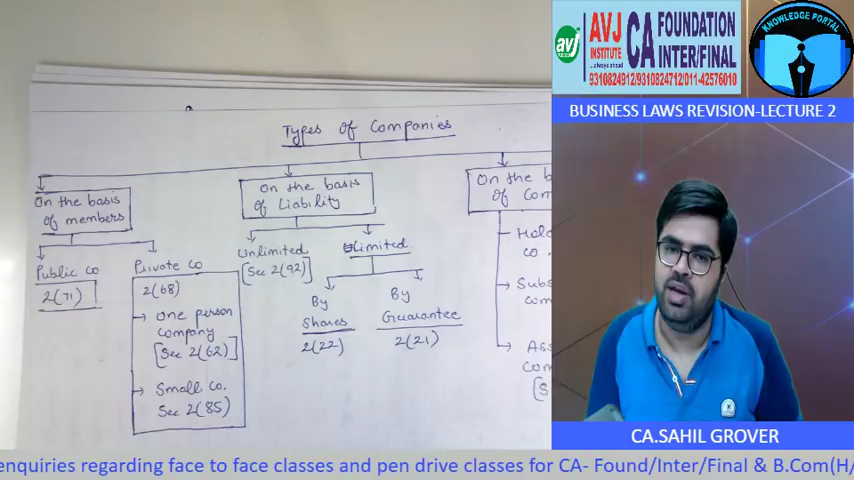 Types of Companies
On the basis
of members
Public Co
2(71)
Private Co
2(68)
→ One person
company
[Sec 2(62)]
→ Small Co.
Sec 2(85)
On the basis
of Liability
Unlimited
[Sec 2(92)]
Limited
By
Shares
2(22)
By
Guarantee
2(21)
On the b
of Com
Hold
co.
Subs
com
Ass
com
[S
avj
AVJ
INSTITUTE
...always ahead
CA
FOUNDATION
INTER/FINAL
9310824912/9310824712/011-42576010
KNOWLEDGE PORTAL
BUSINESS LAWS REVISION-LECTURE 2
CA.SAHIL GROVER
enquiries regarding face to face classes and pen drive classes for CA- Found/Inter/Final & B.Com(H/